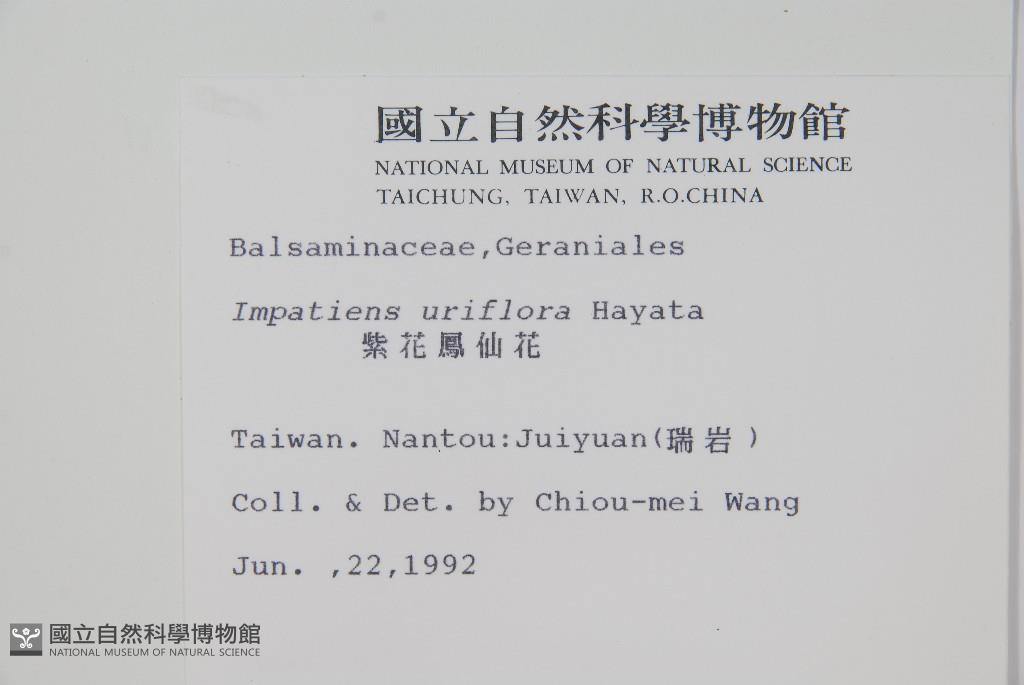 國立自然科學博物館
NATIONAL MUSEUM OF NATURAL SCIENCE
TAICHUNG, TAIWAN, R.O.CHINA
Balsaminaceae,Geraniales
Impatiens uriflora Hayata
紫花鳳仙花
Taiwan. Nantou:Juiyuan(瑞岩)
Coll. & Det. by Chiou-mei Wang
Jun. ,22,1992
國立自然科學博物館
NATIONAL MUSEUM OF NATURAL SCIENCE